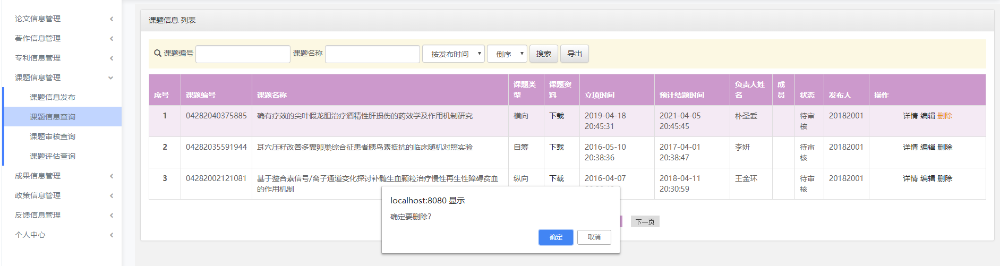 论文信息管理
著作信息管理
专利信息管理
课题信息管理
课题信息发布
课题信息查询
课题审核查询
课题评估查询
成果信息管理
政策信息管理
反馈信息管理
个人中心
课题信息 列表
课题编号 课题名称 按发布时间 倒序 搜索 导出
序号 课题编号 课题名称 课题类型 课题资料 立项时间 预计结题时间 负责人姓名 成员 状态 发布人 操作
1 04282040375885 确有疗效的尖叶假龙胆治疗酒精性肝损伤的药效学及作用机制研究 横向 下载 2019-04-18 20:45:31 2021-04-05 20:45:45 朴圣爱 待审核 20182001 详情 编辑 删除
2 04282035591944 耳穴压籽改善多囊卵巢综合征患者胰岛素抵抗的临床随机对照实验 自筹 下载 2016-05-10 20:38:36 2017-04-01 20:38:47 李妍 待审核 20182001 详情 编辑 删除
3 04282002121081 基于整合素信号/离子通道变化探讨补髓生血颗粒治疗慢性再生性障碍贫血的作用机制 纵向 下载 2016-04-07 2018-04-11 20:30:59 王金环 待审核 20182001 详情 编辑 删除
localhost:8080 显示
确定要删除?
确定 取消
下一页